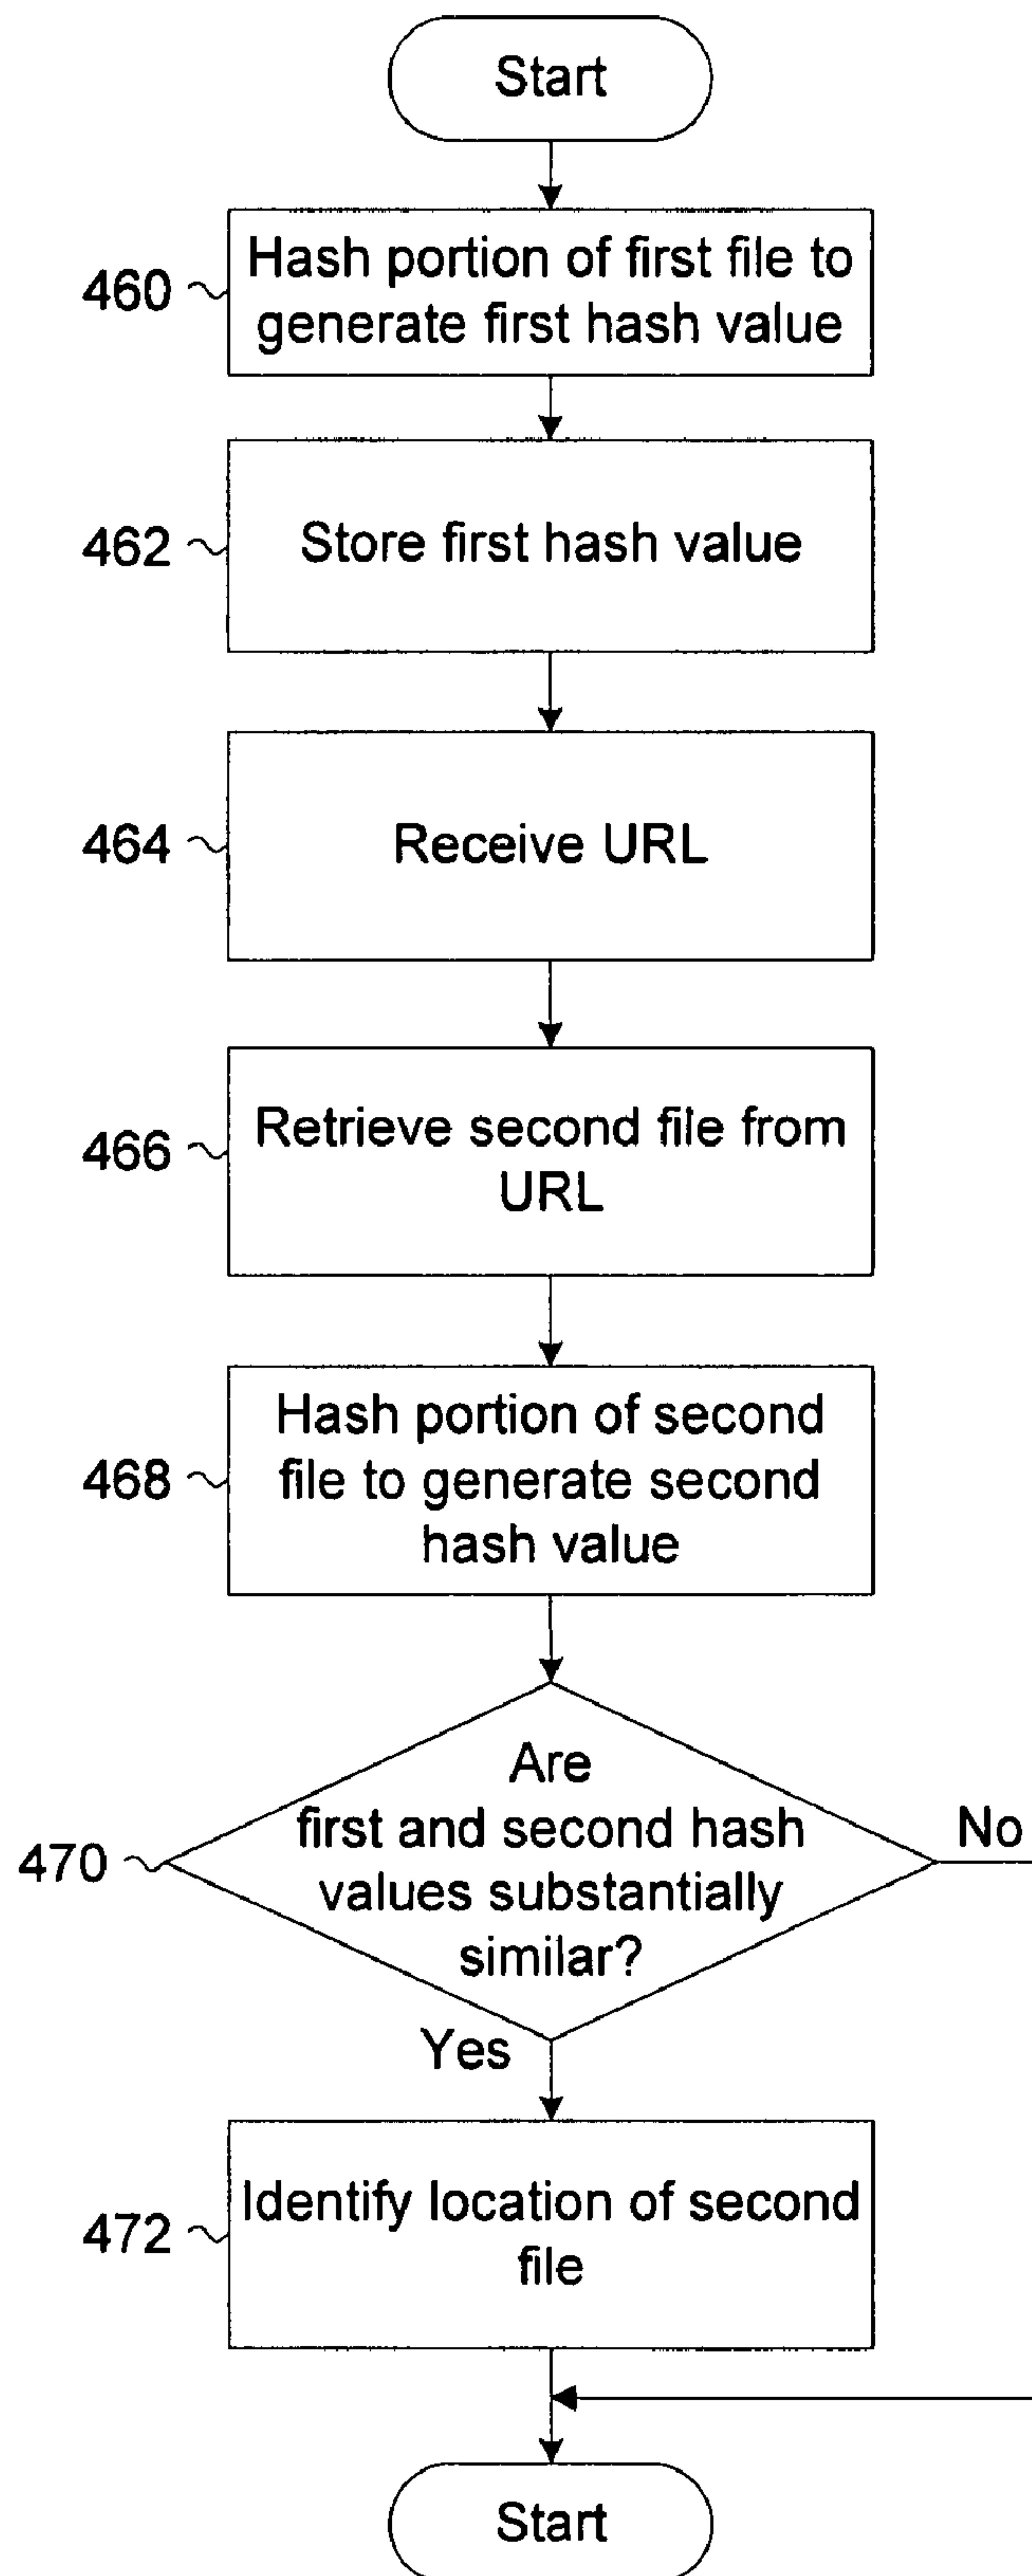 Start
460
Hash portion of first file to
generate first hash value
462
Store first hash value
464
Receive URL
466
Retrieve second file from
URL
468
Hash portion of second
file to generate second
hash value
470
Are
first and second hash
values substantially
similar?
No
Yes
472
Identify location of second
file
Start